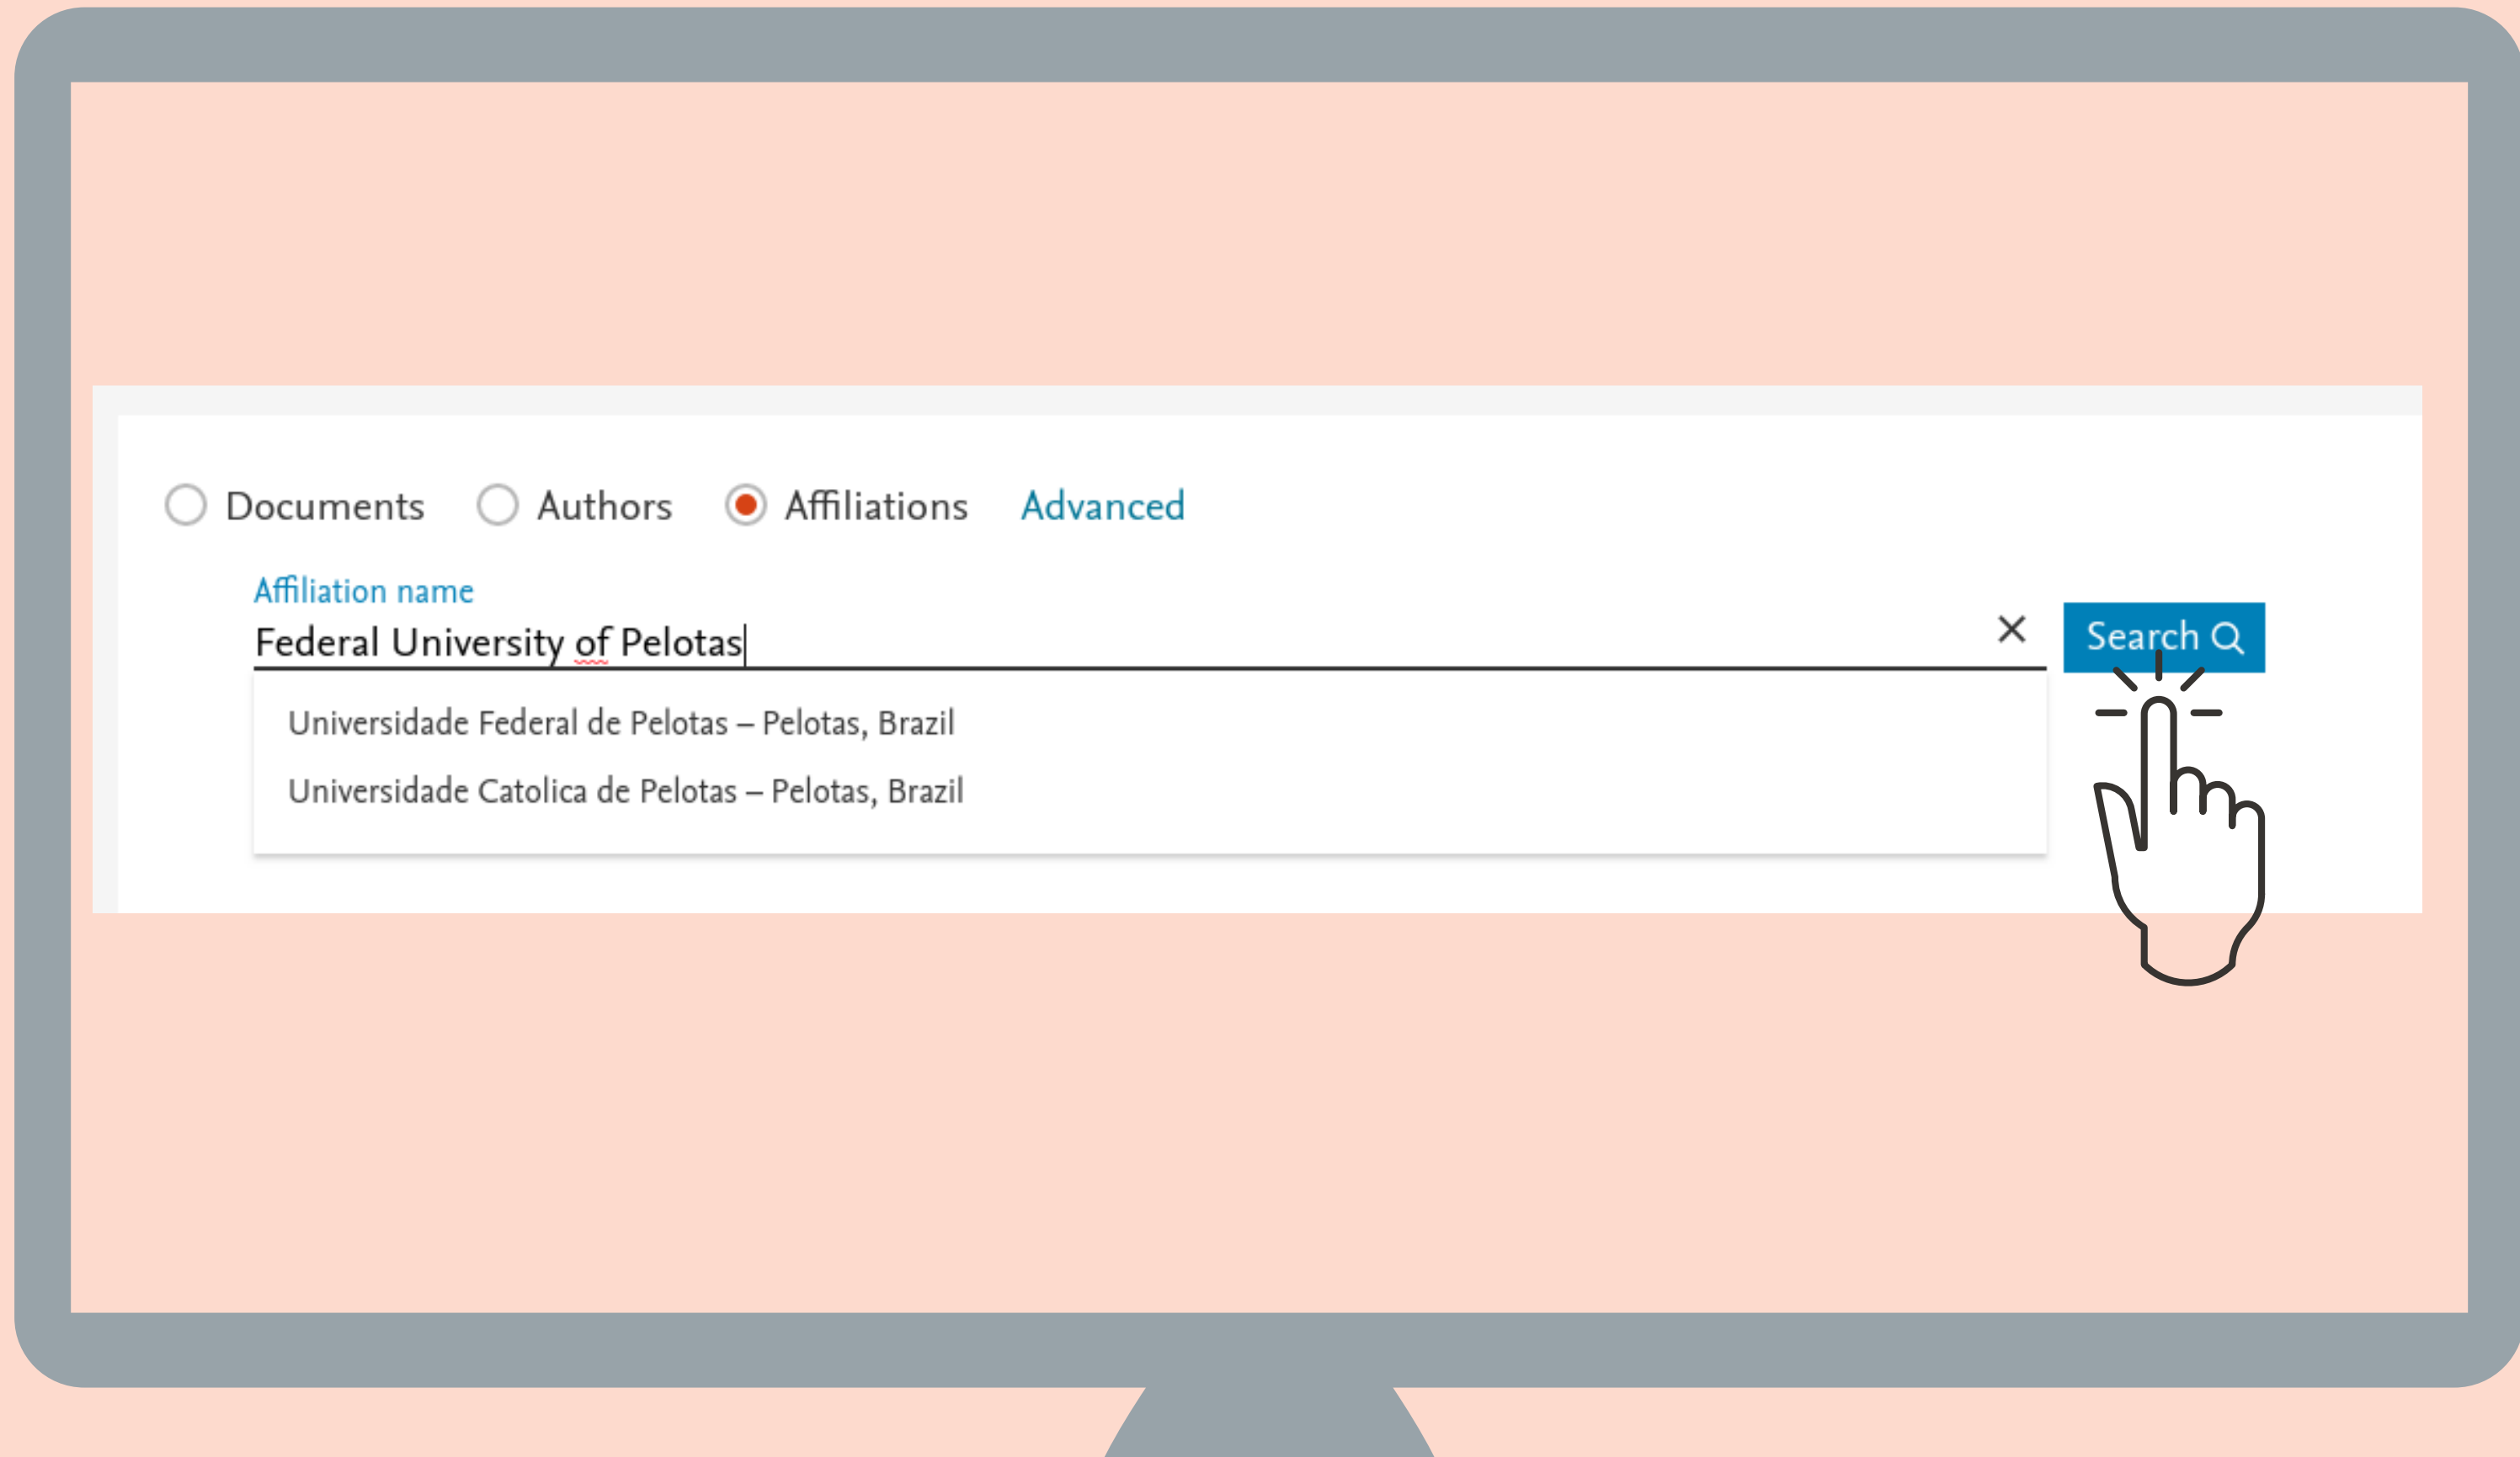 Documents Authors Affiliations Advanced
Affiliation name
Federal University of Pelotas
Search
Universidade Federal de Pelotas – Pelotas, Brazil
Universidade Catolica de Pelotas – Pelotas, Brazil